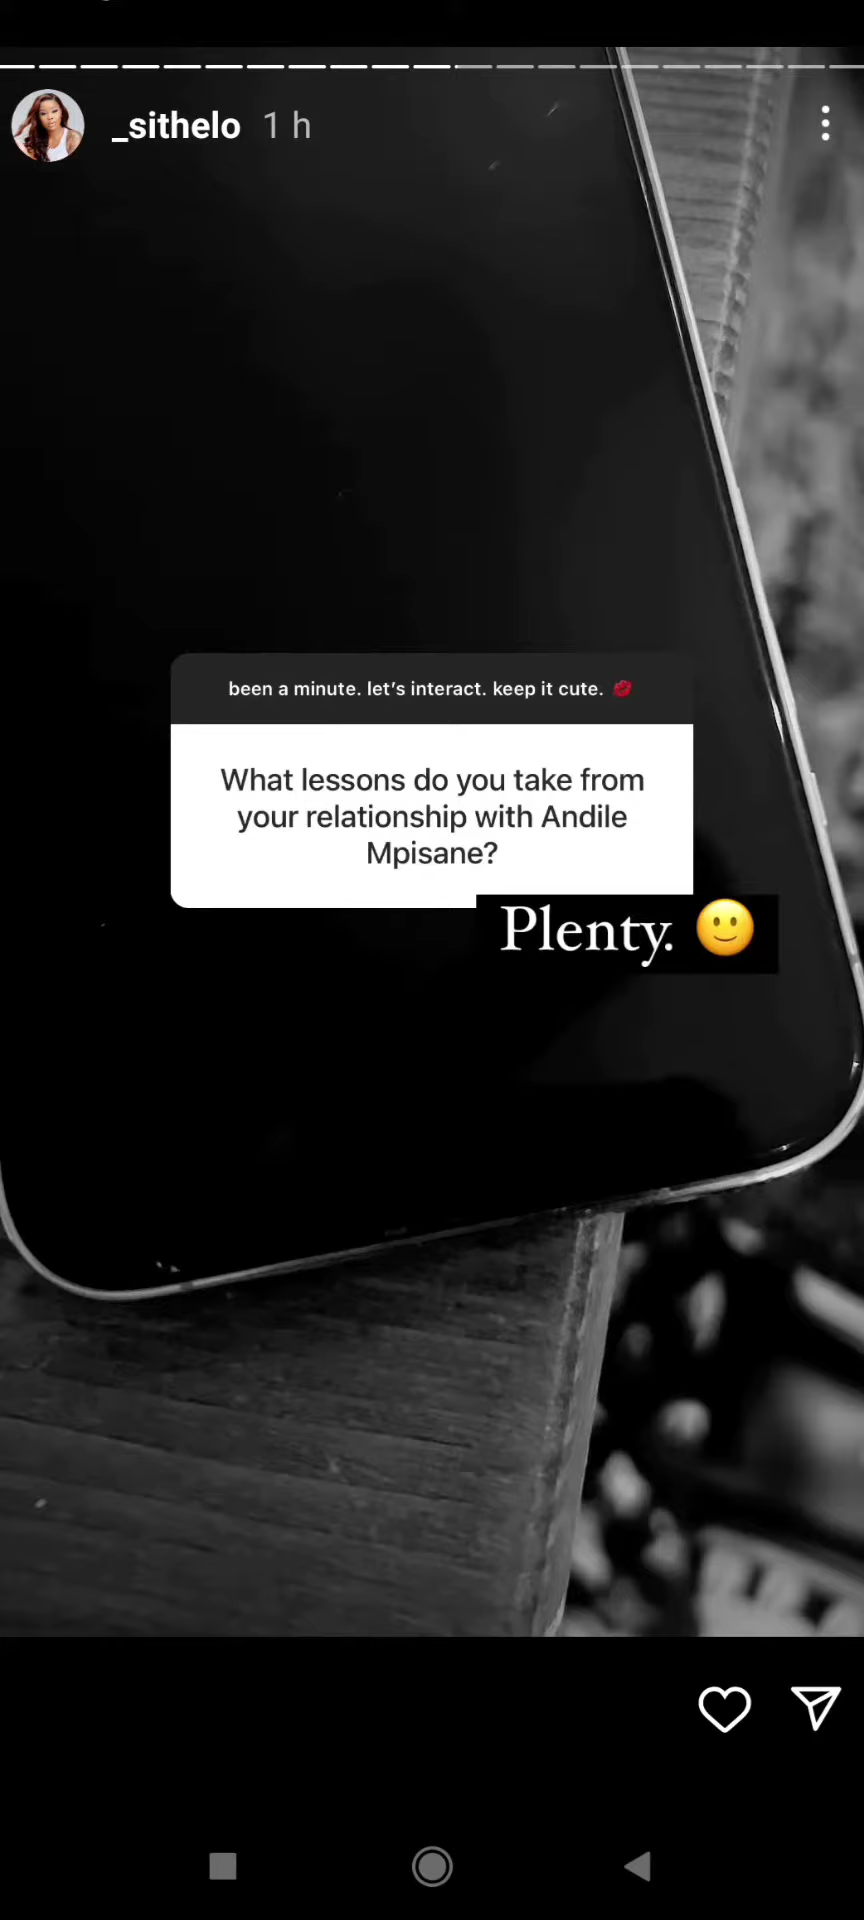 _sithelo 1 h
been a minute. let's interact. keep it cute. 💋
What lessons do you take from
your relationship with Andile
Mpisane?
Plenty. 🙂